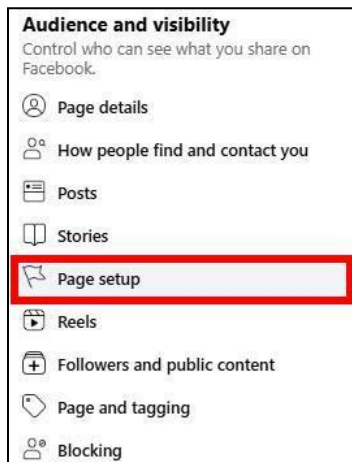 Audience and visibility
Control who can see what you share on
Facebook.
Page details
How people find and contact you
Posts
Stories
Page setup
Reels
Followers and public content
Page and tagging
Blocking